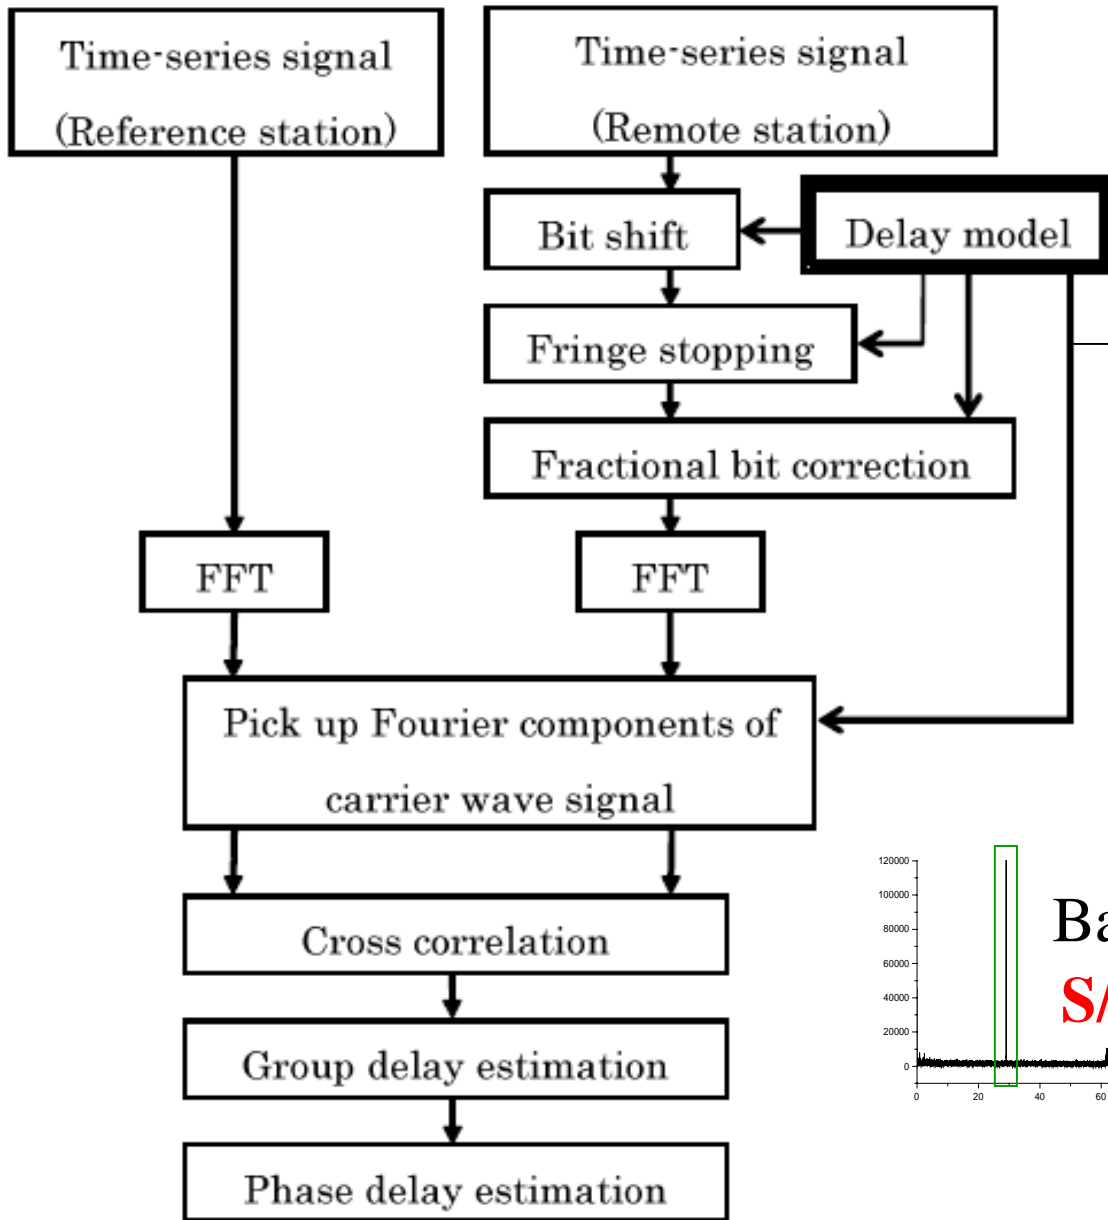 Time-series signal
(Reference station)
Time-series signal
(Remote station)
Bit shift
Delay model
Fringe stopping
Fractional bit correction
FFT
FFT
Pick up Fourier components of
carrier wave signal
Cross correlation
Group delay estimation
Phase delay estimation
120000
100000
80000
60000
40000
20000
0
0 20 40 60
Ba
S/